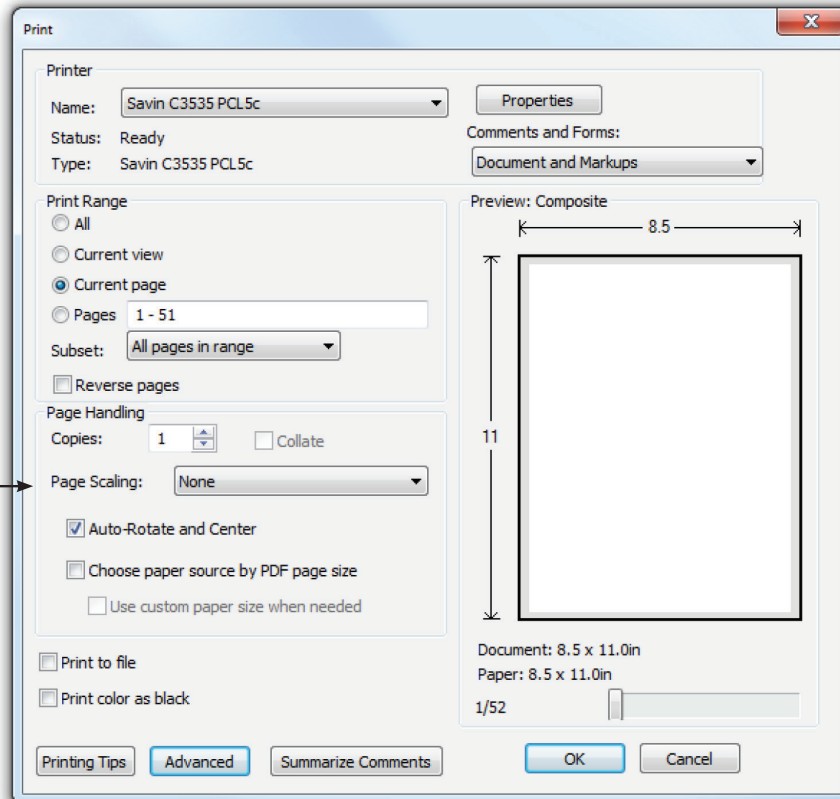 Print
X
Printer
Name: Savin C3535 PCL5c
Properties
Status: Ready
Comments and Forms:
Type: Savin C3535 PCL5c
Document and Markups
Print Range
All
Current view
Current page
Pages 1 - 51
Subset: All pages in range
Reverse pages
Page Handling
Copies: 1 Collate
Page Scaling: None
Auto-Rotate and Center
Choose paper source by PDF page size
Use custom paper size when needed
Print to file
Print color as black
Preview: Composite
8.5
11
Document: 8.5 x 11.0in
Paper: 8.5 x 11.0in
1/52
Printing Tips Advanced Summarize Comments OK Cancel